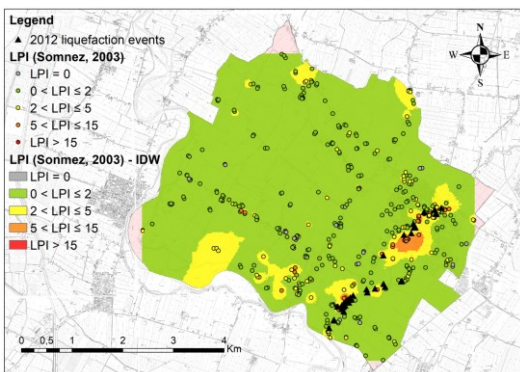 Legend
2012 liquefaction events
LPI (Somnez, 2003)
LPI = 0
0 < LPI ≤ 2
2 < LPI ≤ 5
5 < LPI ≤ 15
LPI > 15
LPI (Somnez, 2003) - IDW
LPI = 0
0 < LPI ≤ 2
2 < LPI ≤ 5
5 < LPI ≤ 15
LPI > 15
N
W E
S
0 0,5 1 2 3 4
Km